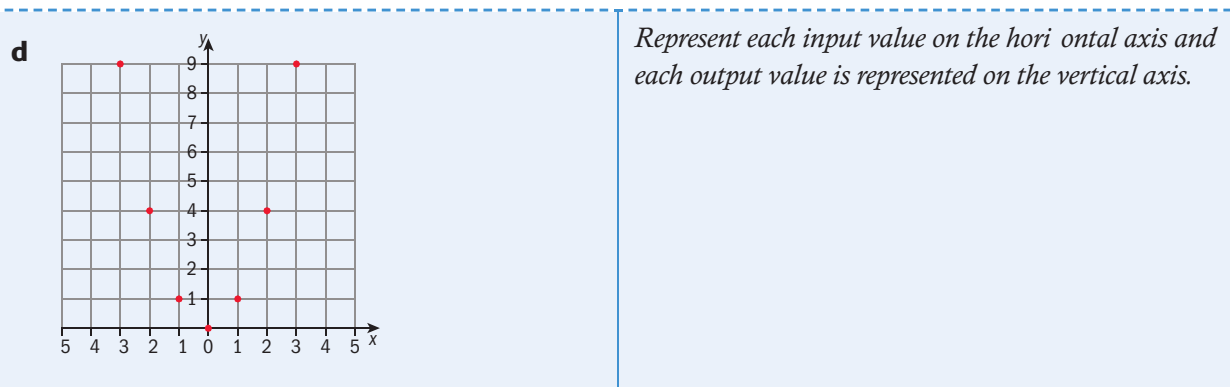 d
y
9
8
7
6
5
4
3
2
1
5 4 3 2 1 0 1 2 3 4 5 x
Represent each input value on the hori ontal axis and
each output value is represented on the vertical axis.